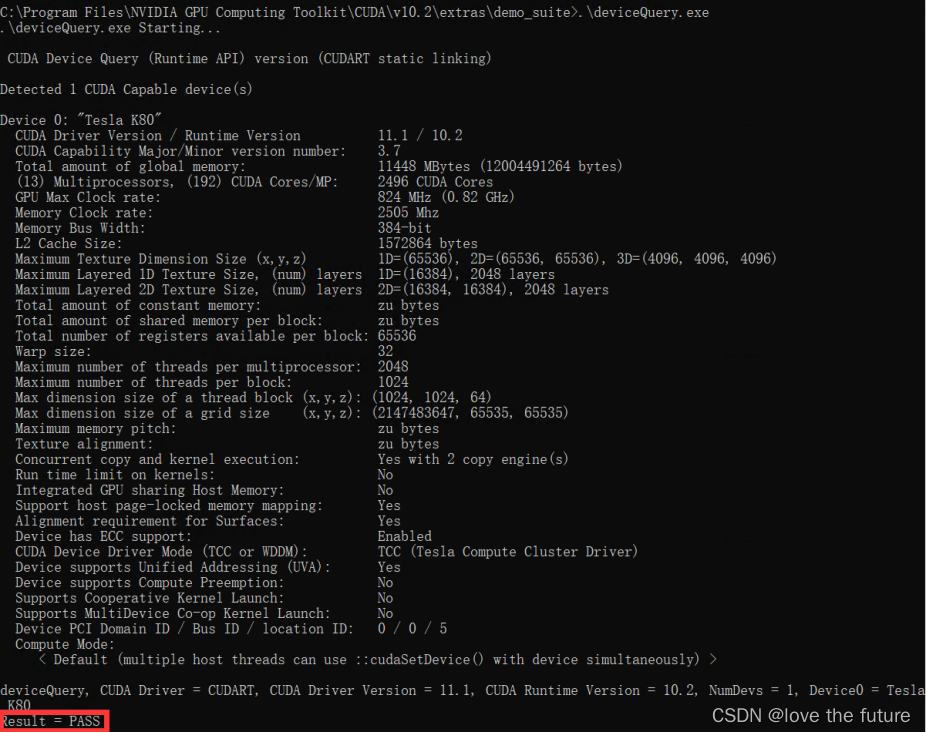 C:\Program Files\NVIDIA GPU Computing Toolkit\CUDA\v10.2\extras\demo_suite>.\deviceQuery.exe
.\deviceQuery.exe Starting...
CUDA Device Query (Runtime API) version (CUDART static linking)
Detected 1 CUDA Capable device(s)
Device 0: "Tesla K80"
CUDA Driver Version / Runtime Version 11.1 / 10.2
CUDA Capability Major/Minor version number: 3.7
Total amount of global memory: 11448 MBytes (12004491264 bytes)
(13) Multiprocessors, (192) CUDA Cores/MP: 2496 CUDA Cores
GPU Max Clock rate: 824 MHz (0.82 GHz)
Memory Clock rate: 2505 Mhz
Memory Bus Width: 384-bit
L2 Cache Size: 1572864 bytes
Maximum Texture Dimension Size (x,y,z) 1D=(65536), 2D=(65536, 65536), 3D=(4096, 4096, 4096)
Maximum Layered 1D Texture Size, (num) layers 1D=(16384), 2048 layers
Maximum Layered 2D Texture Size, (num) layers 2D=(16384, 16384), 2048 layers
Total amount of constant memory: zu bytes
Total amount of shared memory per block: zu bytes
Total number of registers available per block: 65536
Warp size: 32
Maximum number of threads per multiprocessor: 2048
Maximum number of threads per block: 1024
Max dimension size of a thread block (x,y,z): (1024, 1024, 64)
Max dimension size of a grid size (x,y,z): (2147483647, 65535, 65535)
Maximum memory pitch: zu bytes
Texture alignment: zu bytes
Concurrent copy and kernel execution: Yes with 2 copy engine(s)
Run time limit on kernels: No
Integrated GPU sharing Host Memory: No
Support host page-locked memory mapping: Yes
Alignment requirement for Surfaces: Yes
Device has ECC support: Enabled
CUDA Device Driver Mode (TCC or WDDM): TCC (Tesla Compute Cluster Driver)
Device supports Unified Addressing (UVA): Yes
Device supports Compute Preemption: No
Supports Cooperative Kernel Launch: No
Supports MultiDevice Co-op Kernel Launch: No
Device PCI Domain ID / Bus ID / location ID: 0 / 0 / 5
Compute Mode:
< Default (multiple host threads can use ::cudaSetDevice() with device simultaneously) >
deviceQuery, CUDA Driver = CUDART, CUDA Driver Version = 11.1, CUDA Runtime Version = 10.2, NumDevs = 1, Device0 = Tesla
K80
Result = PASS
CSDN @love the future